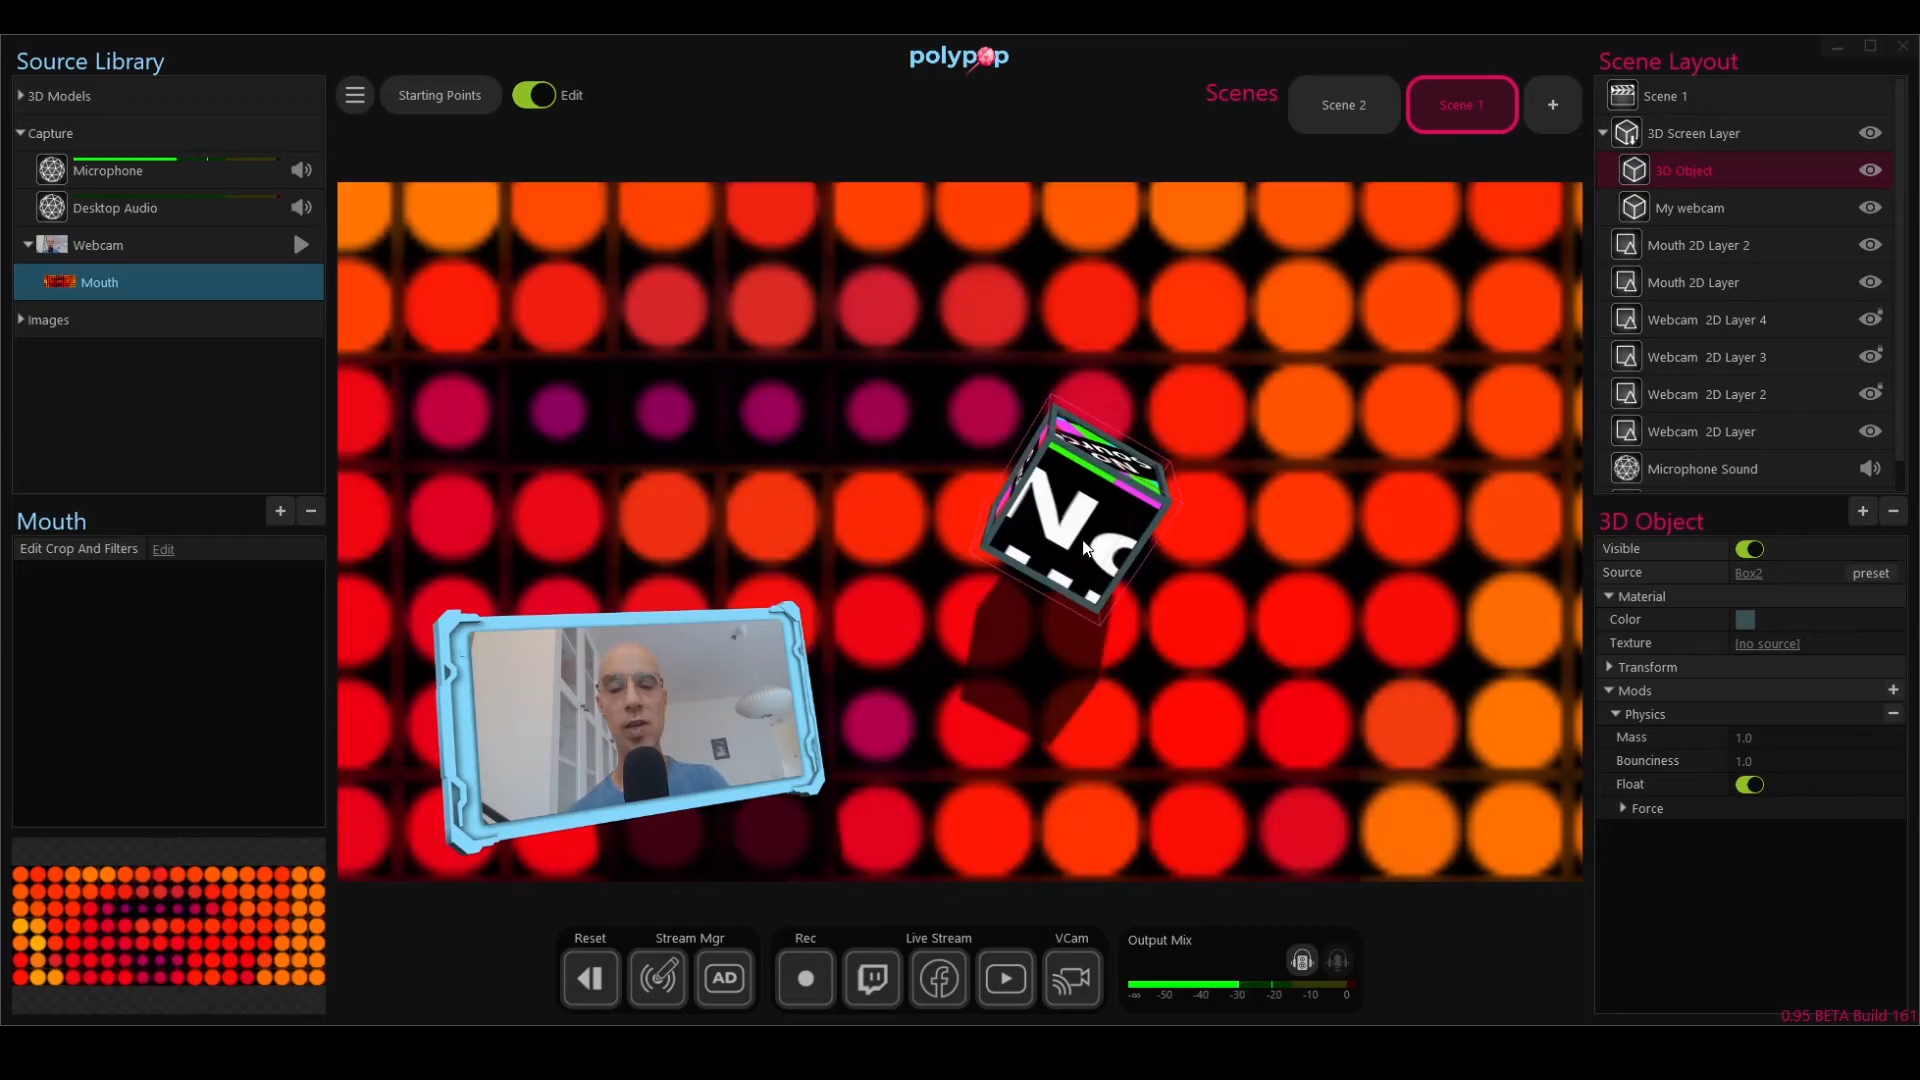 Source Library
polypop
Scene Layout
3D Models
Starting Points
Edit
Scenes
Scene 2
Scene 1
+
Scene 1
Capture
3D Screen Layer
Microphone
3D Object
Desktop Audio
My webcam
Webcam
Mouth 2D Layer 2
Mouth
Mouth 2D Layer
Images
Webcam 2D Layer 4
Webcam 2D Layer 3
Webcam 2D Layer 2
Webcam 2D Layer
Microphone Sound
No
Mouth
+ −
3D Object
+ −
Edit Crop And Filters Edit
Visible
Source Box2 preset
Material
Color
Texture [no source]
Transform
Mods +
Physics −
Mass 1.0
Bounciness 1.0
Float
Force
Reset
Stream Mgr
Rec
Live Stream
VCam
Output Mix
AD
-∞ -50 -40 -30 -20 -10 0
0.95 BETA Build 161